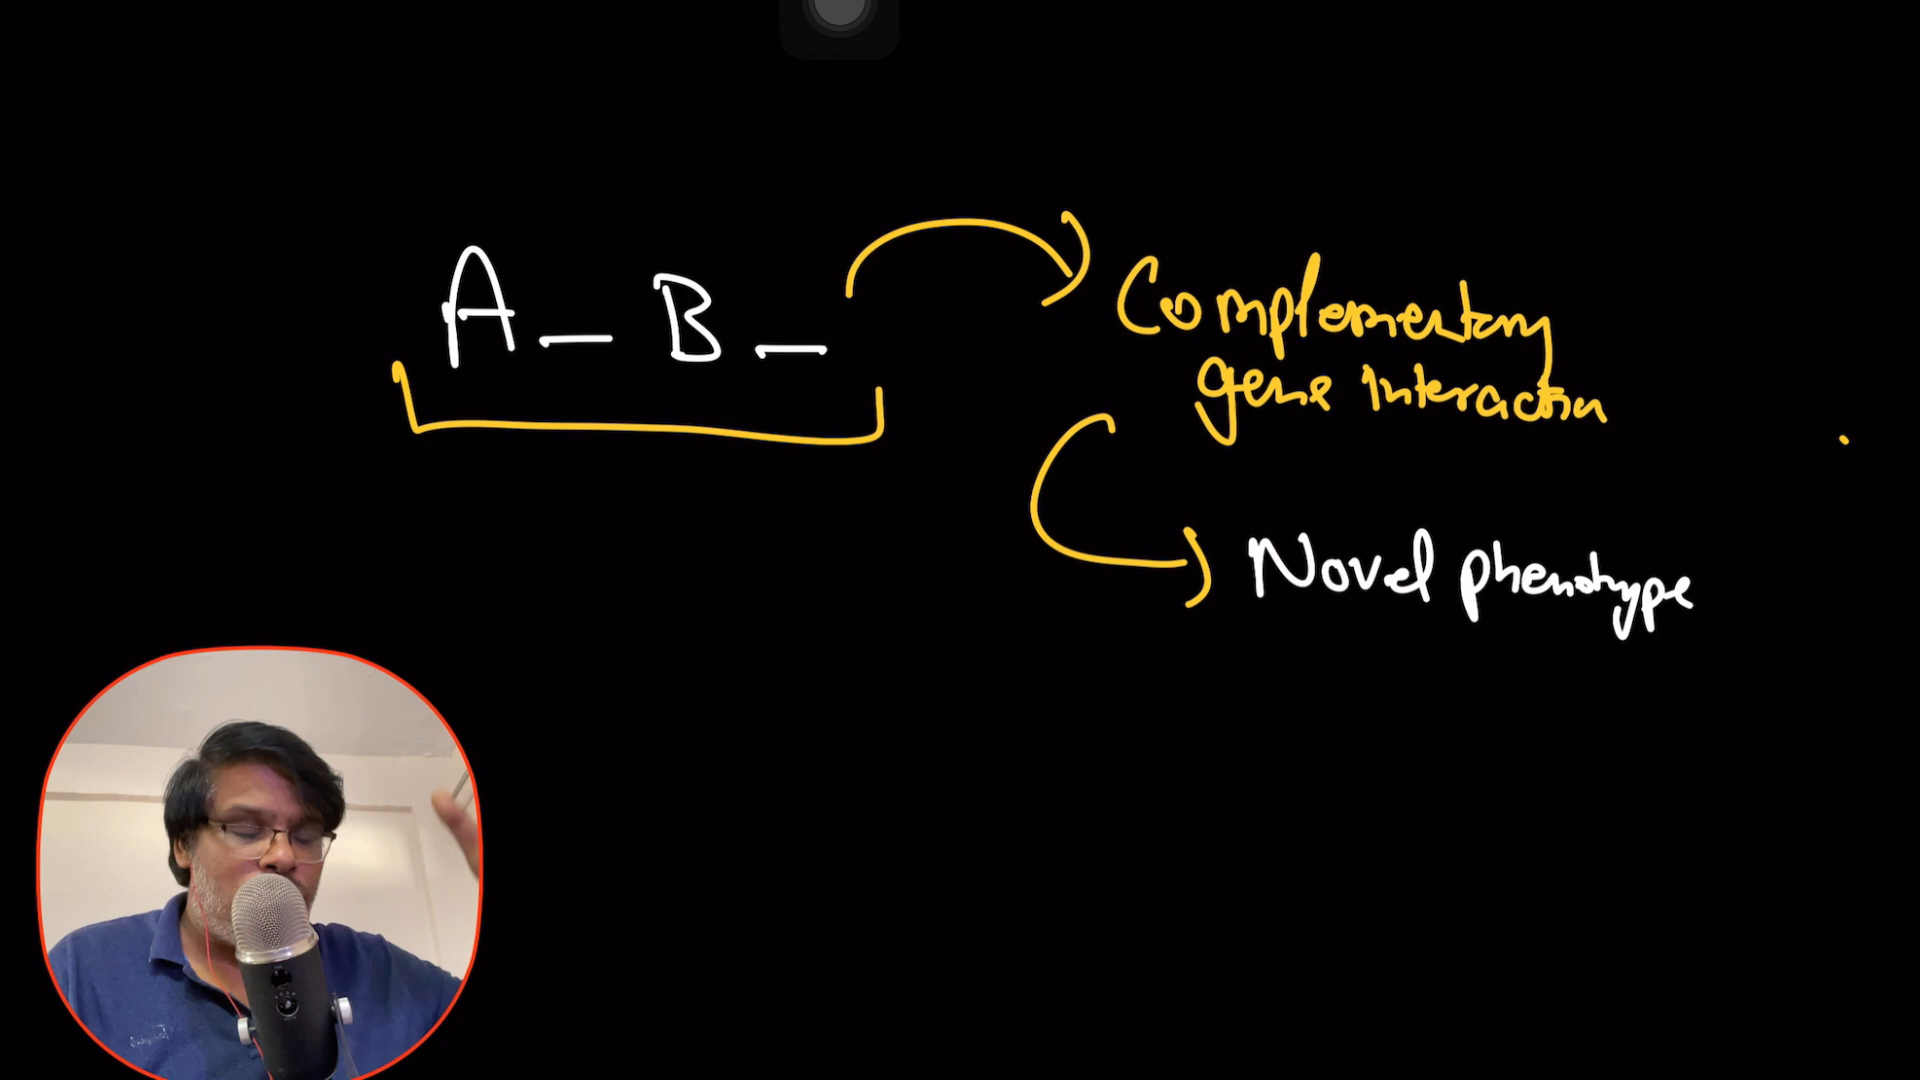 A_ B_
Complementary
gene interaction
Novel phenotype